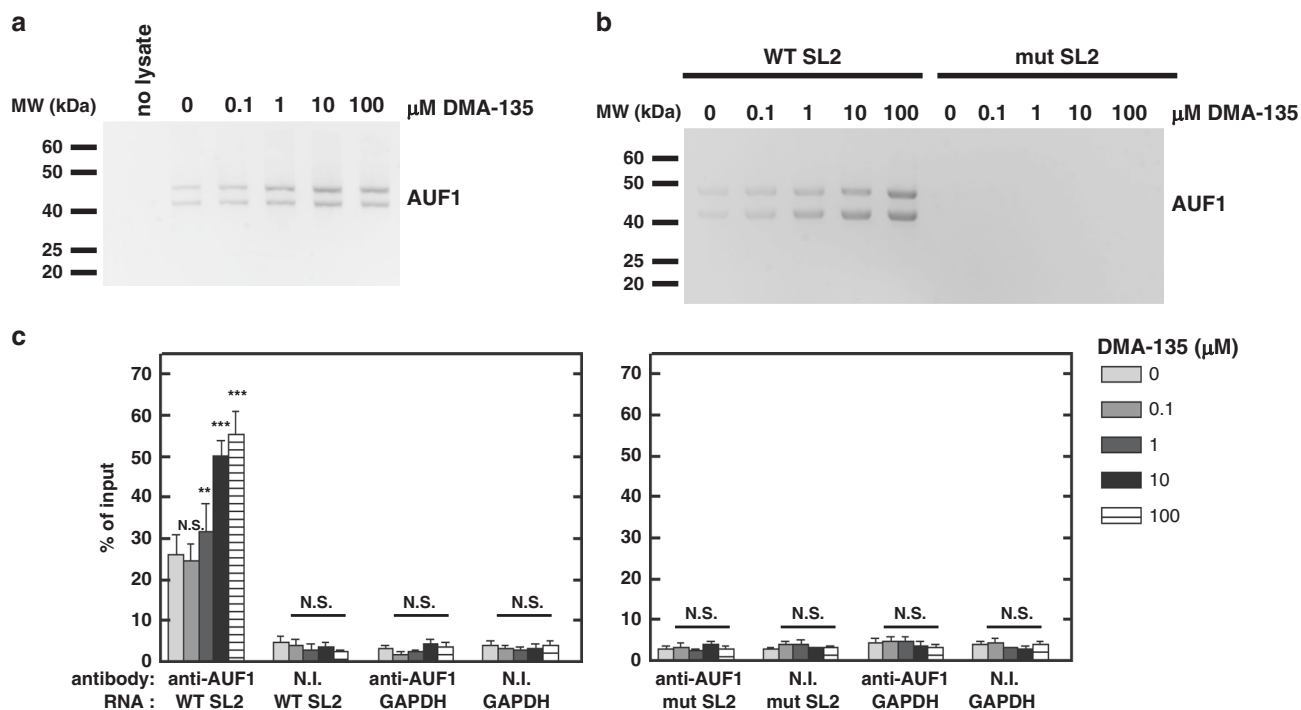 a
no lysate
MW (kDa)
0 0.1 1 10 100
μM DMA-135
60
50
40
25
20
AUF1
b
WT SL2
mut SL2
MW (kDa)
0 0.1 1 10 100
0 0.1 1 10 100
μM DMA-135
60
50
40
25
20
AUF1
c
% of input
70
60
50
40
30
20
10
0
N.S.
**
***
***
N.S.
N.S.
N.S.
antibody: anti-AUF1 N.I. anti-AUF1 N.I.
RNA : WT SL2 WT SL2 GAPDH GAPDH
70
60
50
40
30
20
10
0
N.S.
N.S.
N.S.
N.S.
anti-AUF1 N.I. anti-AUF1 N.I.
mut SL2 mut SL2 GAPDH GAPDH
DMA-135 (μM)
0
0.1
1
10
100